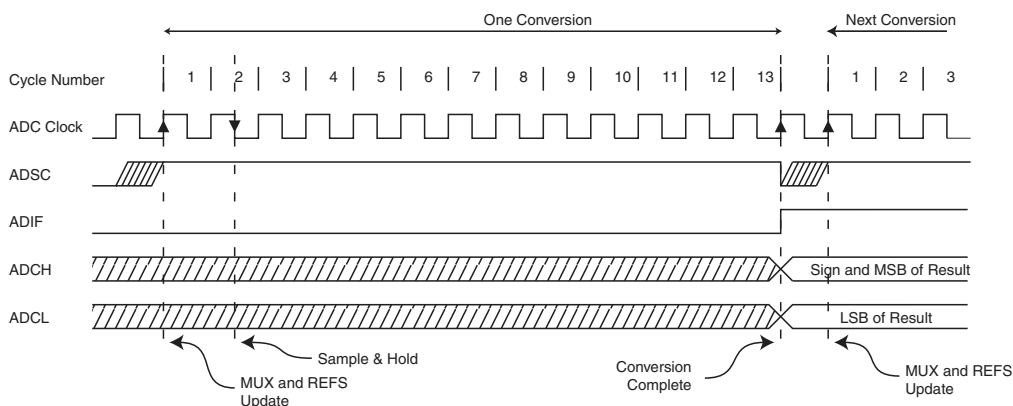 One Conversion
Next Conversion
Cycle Number
1 2 3 4 5 6 7 8 9 10 11 12 13 1 2 3
ADC Clock
ADSC
ADIF
ADCH
Sign and MSB of Result
ADCL
LSB of Result
Sample & Hold
MUX and REFS
Update
Conversion
Complete
MUX and REFS
Update